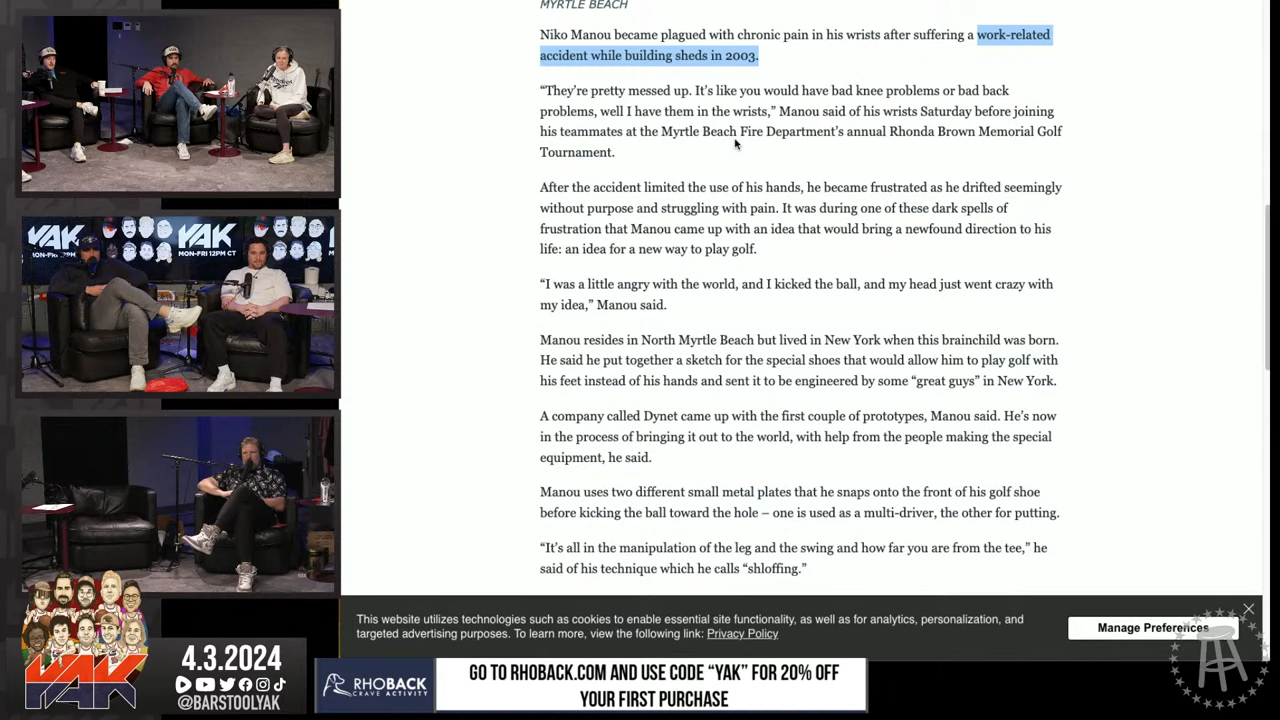 MYRTLE BEACH
Niko Manou became plagued with chronic pain in his wrists after suffering a work-related
accident while building sheds in 2003.
“They’re pretty messed up. It’s like you would have bad knee problems or bad back
problems, well I have them in the wrists,” Manou said of his wrists Saturday before joining
his teammates at the Myrtle Beach Fire Department’s annual Rhonda Brown Memorial Golf
Tournament.
After the accident limited the use of his hands, he became frustrated as he drifted seemingly
without purpose and struggling with pain. It was during one of these dark spells of
frustration that Manou came up with an idea that would bring a newfound direction to his
life: an idea for a new way to play golf.
“I was a little angry with the world, and I kicked the ball, and my head just went crazy with
my idea,” Manou said.
Manou resides in North Myrtle Beach but lived in New York when this brainchild was born.
He said he put together a sketch for the special shoes that would allow him to play golf with
his feet instead of his hands and sent it to be engineered by some “great guys” in New York.
A company called Dynet came up with the first couple of prototypes, Manou said. He’s now
in the process of bringing it out to the world, with help from the people making the special
equipment, he said.
Manou uses two different small metal plates that he snaps onto the front of his golf shoe
before kicking the ball toward the hole – one is used as a multi-driver, the other for putting.
“It’s all in the manipulation of the leg and the swing and how far you are from the tee,” he
said of his technique which he calls “shloffing.”
This website utilizes technologies such as cookies to enable essential site functionality, as well as for analytics, personalization, and
targeted advertising purposes. To learn more, view the following link: Privacy Policy
Manage Preferences
YAK
MON-FRI 12PM CT
YAK
MON-FRI 12PM CT
YAK
4.3.2024
@BARSTOOLYAK
RHOBACK
CRAVE ACTIVITY
GO TO RHOBACK.COM AND USE CODE “YAK” FOR 20% OFF
YOUR FIRST PURCHASE